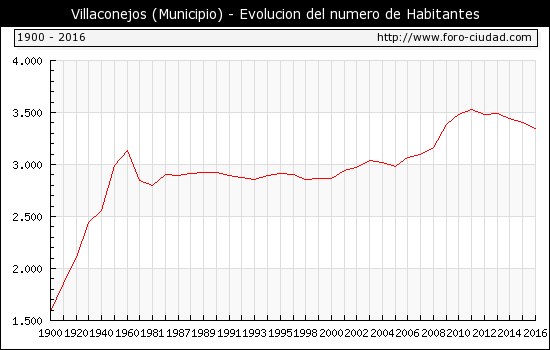 Villaconejos (Municipio) - Evolucion del numero de Habitantes
1900 - 2016 http://www.foro-ciudad.com
4.000
3.500
3.000
2.500
2.000
1.500
1900 1910 1920 1940 1960 1981 1987 1989 1991 1993 1995 1998 2000 2002 2004 2006 2008 2010 2012 2014 2016